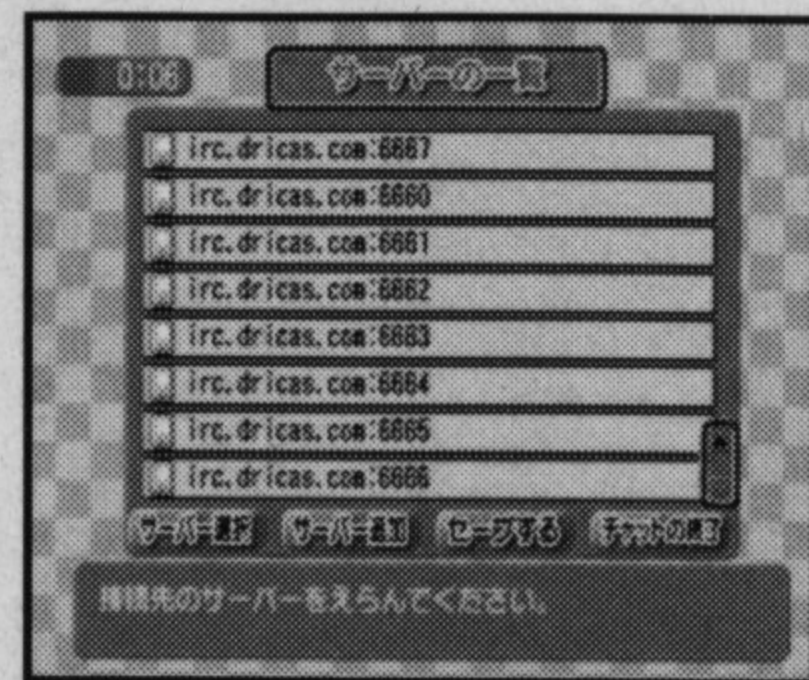 0:06
サーバーの一覧
irc.dricas.com:6667
irc.dricas.com:6660
irc.dricas.com:6661
irc.dricas.com:6662
irc.dricas.com:6663
irc.dricas.com:6664
irc.dricas.com:6665
irc.dricas.com:6666
サーバー選択 サーバー追加 セーブする チャットの終了
接続先のサーバーをえらんでください。